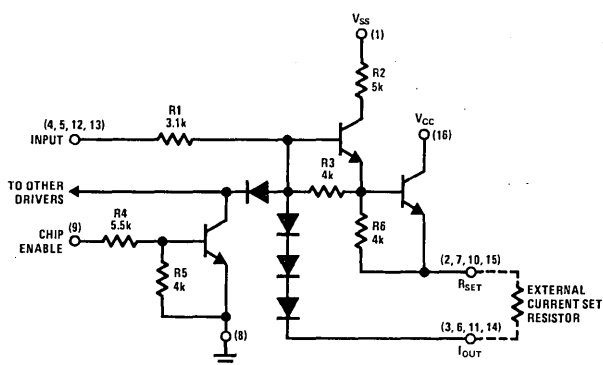 VSS
(1)
R2
5k
(4, 5, 12, 13)
INPUT
R1
3.1k
VCC
(16)
R3
4k
TO OTHER
DRIVERS
R6
4k
CHIP
ENABLE
(9)
R4
5.5k
R5
4k
(2, 7, 10, 15)
RSET
EXTERNAL
CURRENT SET
RESISTOR
(8)
(3, 6, 11, 14)
IOUT